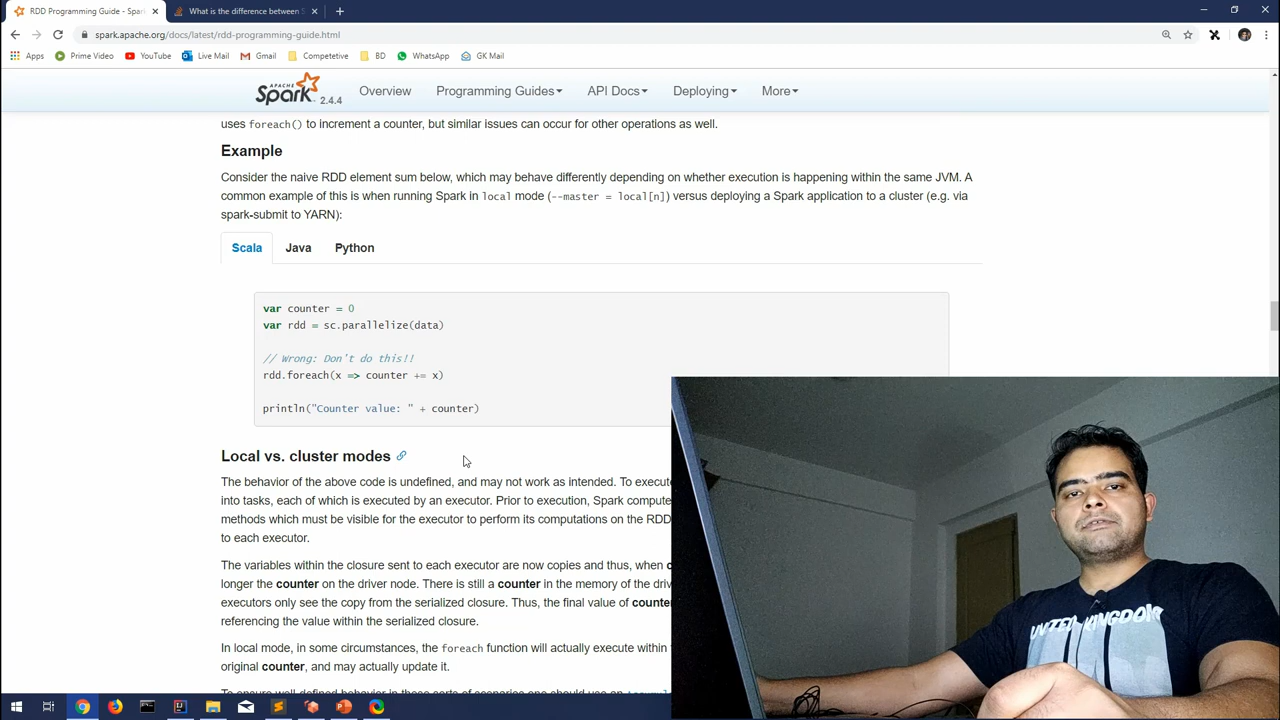 RDD Programming Guide - Spar
What is the difference between S
spark.apache.org/docs/latest/rdd-programming-guide.html
Apps Prime Video YouTube Live Mail Gmail Competetive BD WhatsApp GK Mail
APACHE Spark 2.4.4 Overview Programming Guides API Docs Deploying More
uses foreach() to increment a counter, but similar issues can occur for other operations as well.
Example
Consider the naive RDD element sum below, which may behave differently depending on whether execution is happening within the same JVM. A
common example of this is when running Spark in local mode (--master = local[n]) versus deploying a Spark application to a cluster (e.g. via
spark-submit to YARN):
Scala Java Python
var counter = 0
var rdd = sc.parallelize(data)
// Wrong: Don't do this!!
rdd.foreach(x => counter += x)
println("Counter value: " + counter)
Local vs. cluster modes
The behavior of the above code is undefined, and may not work as intended. To execute
into tasks, each of which is executed by an executor. Prior to execution, Spark compute
methods which must be visible for the executor to perform its computations on the RDD
to each executor.
The variables within the closure sent to each executor are now copies and thus, when c
longer the counter on the driver node. There is still a counter in the memory of the driv
executors only see the copy from the serialized closure. Thus, the final value of counte
referencing the value within the serialized closure.
In local mode, in some circumstances, the foreach function will actually execute within
original counter, and may actually update it.
UNITED KINGDOM